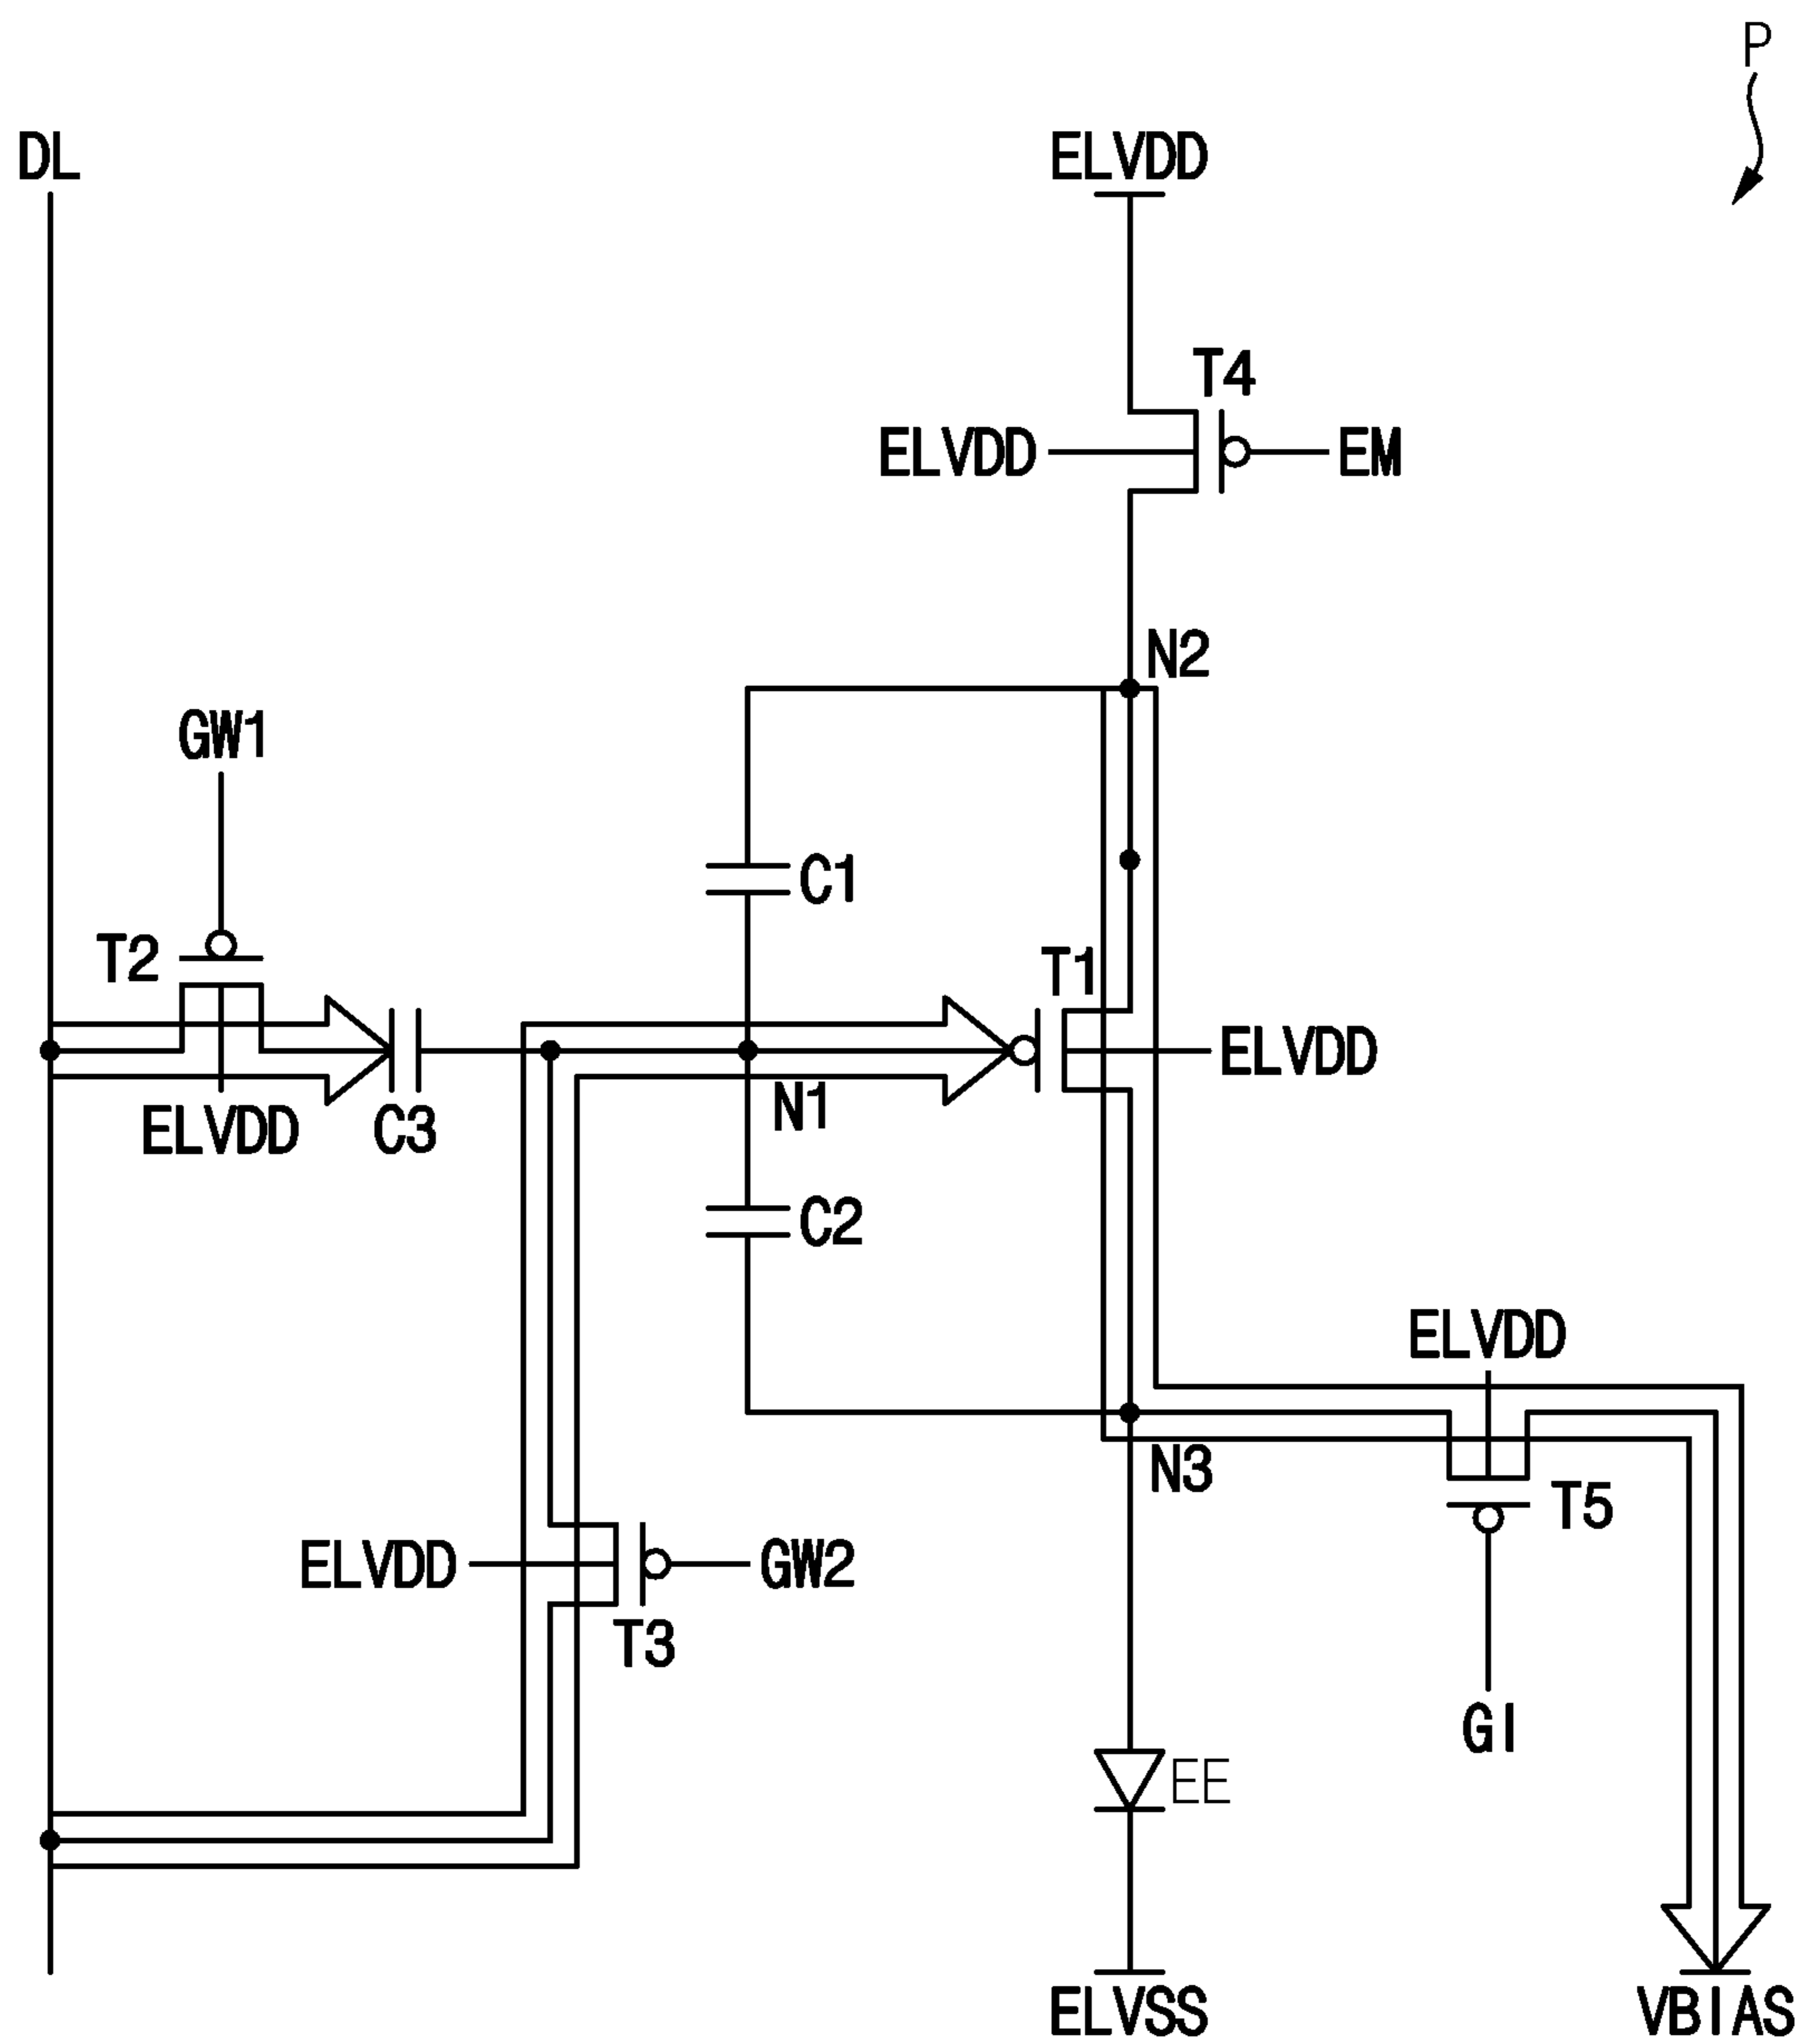 P
DL
ELVDD
T4
ELVDD
EM
N2
GW1
C1
T2
T1
ELVDD
N1
ELVDD
C3
C2
ELVDD
N3
T5
ELVDD
GW2
T3
GI
EE
ELVSS
VBIAS